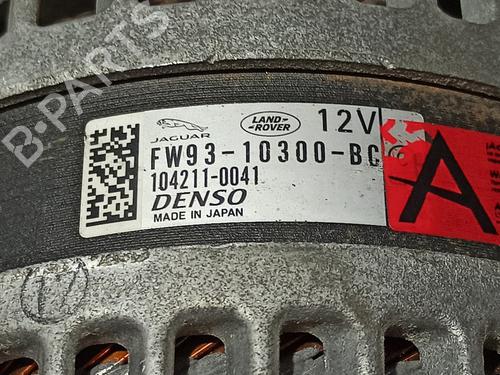 B-PARTS
JAGUAR
LAND-
ROVER
12V
FW93-10300-BC
104211-0041
DENSO
MADE IN JAPAN
A